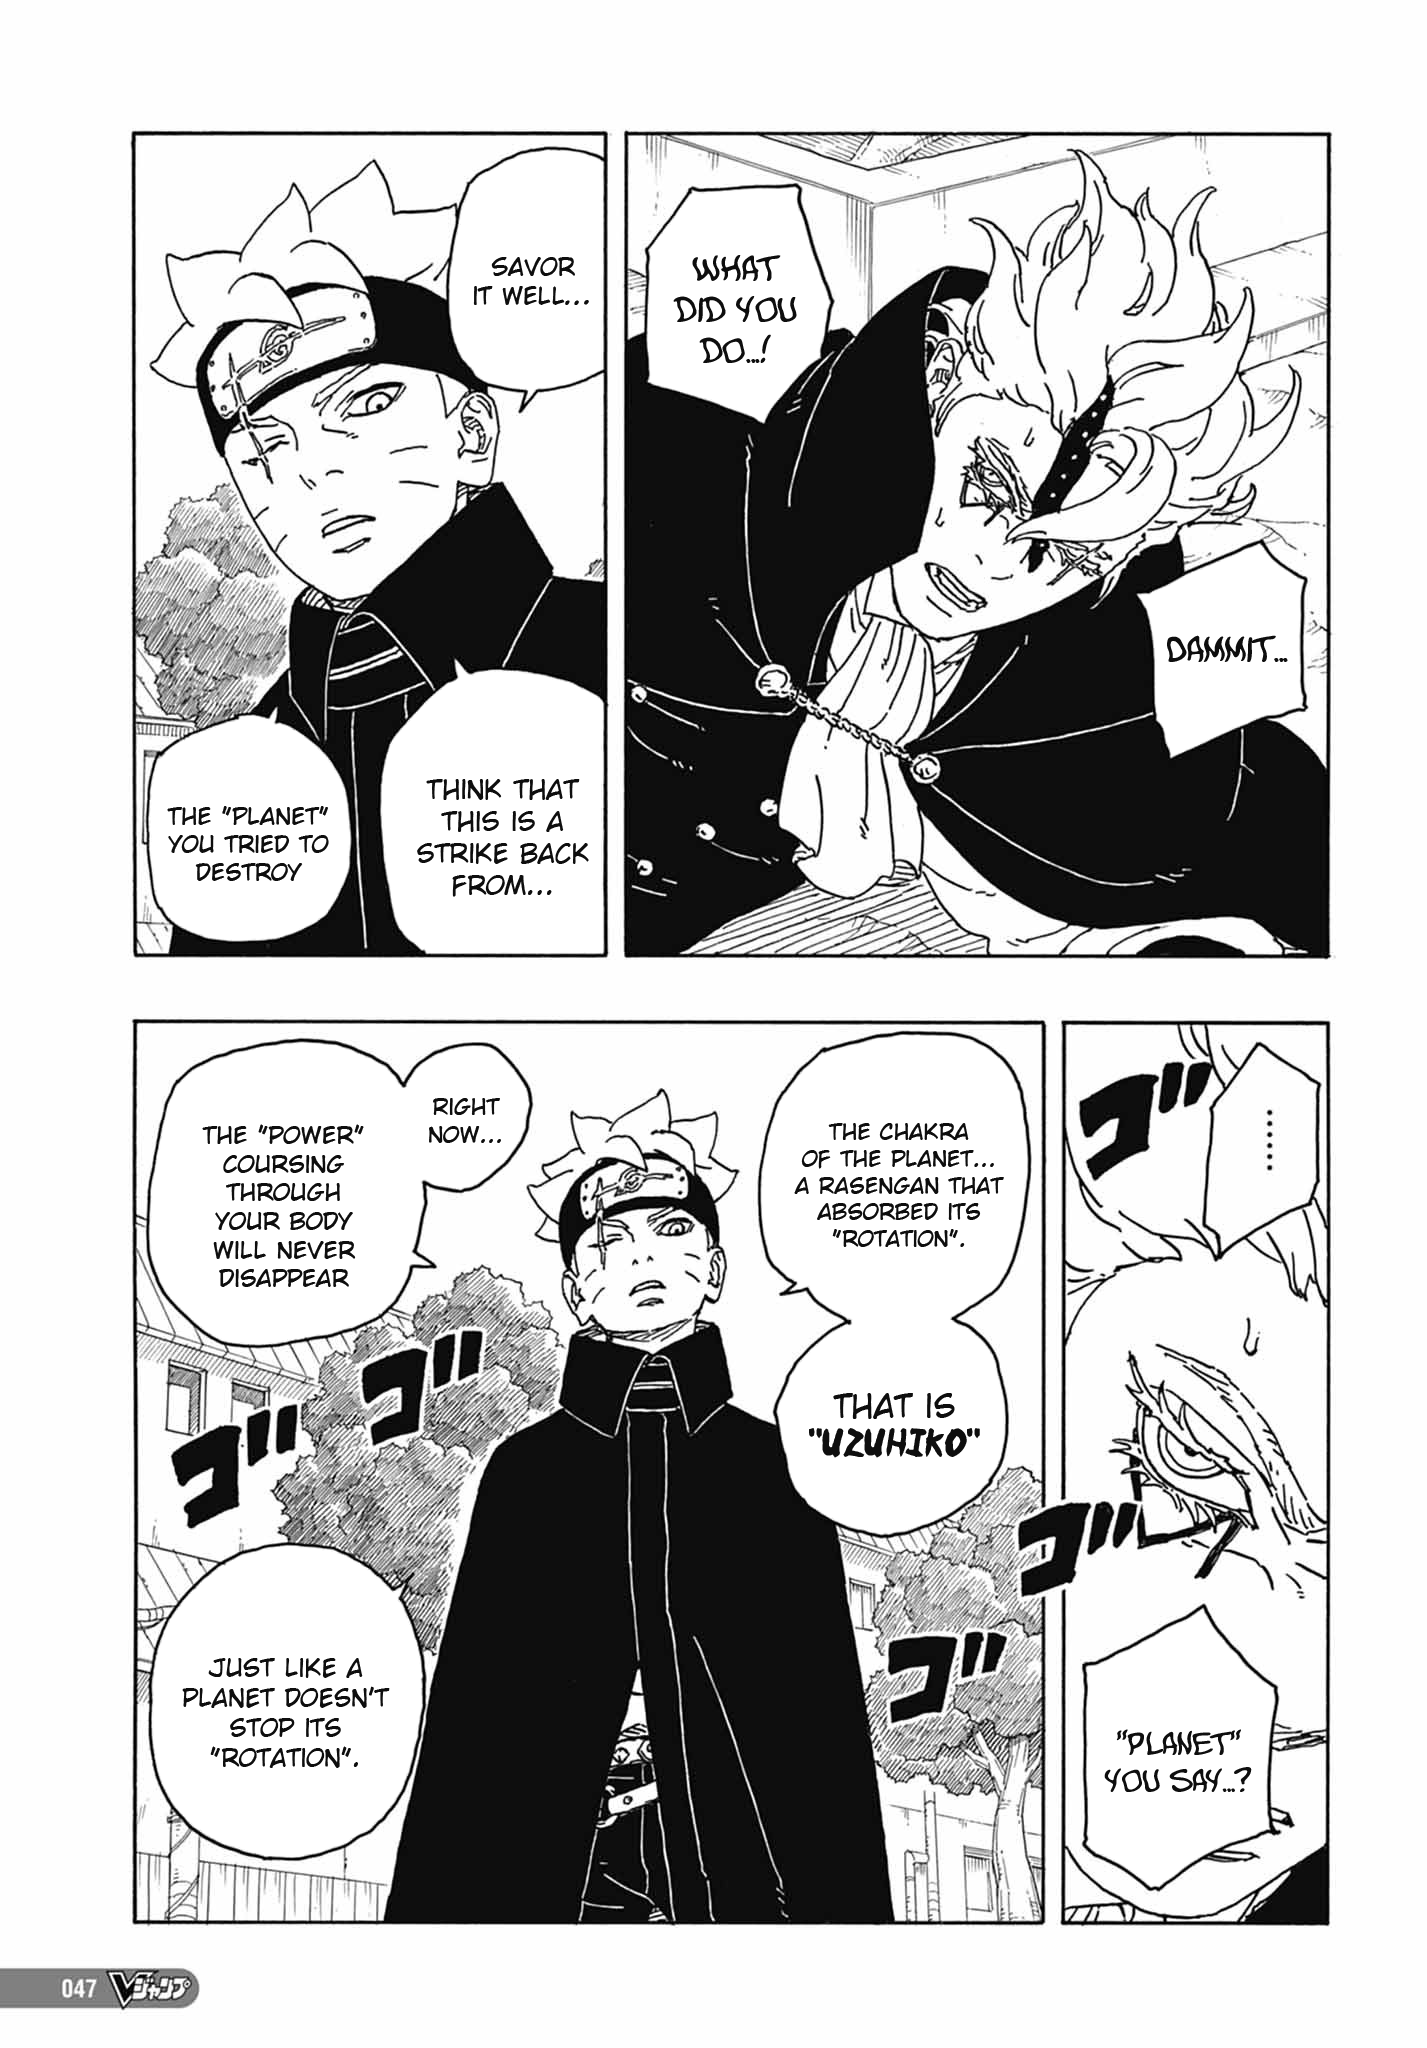 WHAT
DID YOU
DO...!
DAMMIT...
SAVOR
IT WELL...
THINK THAT
THIS IS A
STRIKE BACK
FROM...
THE "PLANET"
YOU TRIED TO
DESTROY
.......
ゴ
"PLANET"
YOU SAY...?
ゴ
THE CHAKRA
OF THE PLANET...
A RASENGAN THAT
ABSORBED ITS
"ROTATION".
THAT IS
"UZUHIKO"
ゴ
RIGHT
NOW...
THE "POWER"
COURSING
THROUGH
YOUR BODY
WILL NEVER
DISAPPEAR
ゴ
ゴ
JUST LIKE A
PLANET DOESN'T
STOP ITS
"ROTATION".
047 Vジャンプ